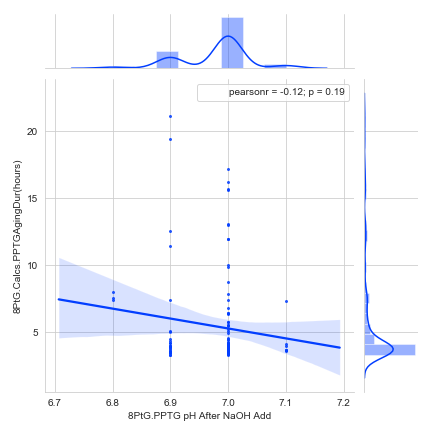 pearsonr = -0.12; p = 0.19
20
15
10
5
8PtG.Calcs.PPTGAgingDur(hours)
6.7 6.8 6.9 7.0 7.1 7.2
8PtG.PPTG pH After NaOH Add